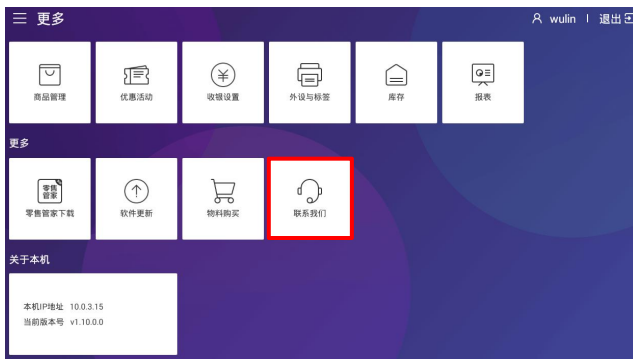 更多
wulin | 退出
商品管理 优惠活动 收银设置 外设与标签 库存 报表
更多
零售管家
零售管家下载 软件更新 物料购买 联系我们
关于本机
本机IP地址 10.0.3.15
当前版本号 v1.10.0.0